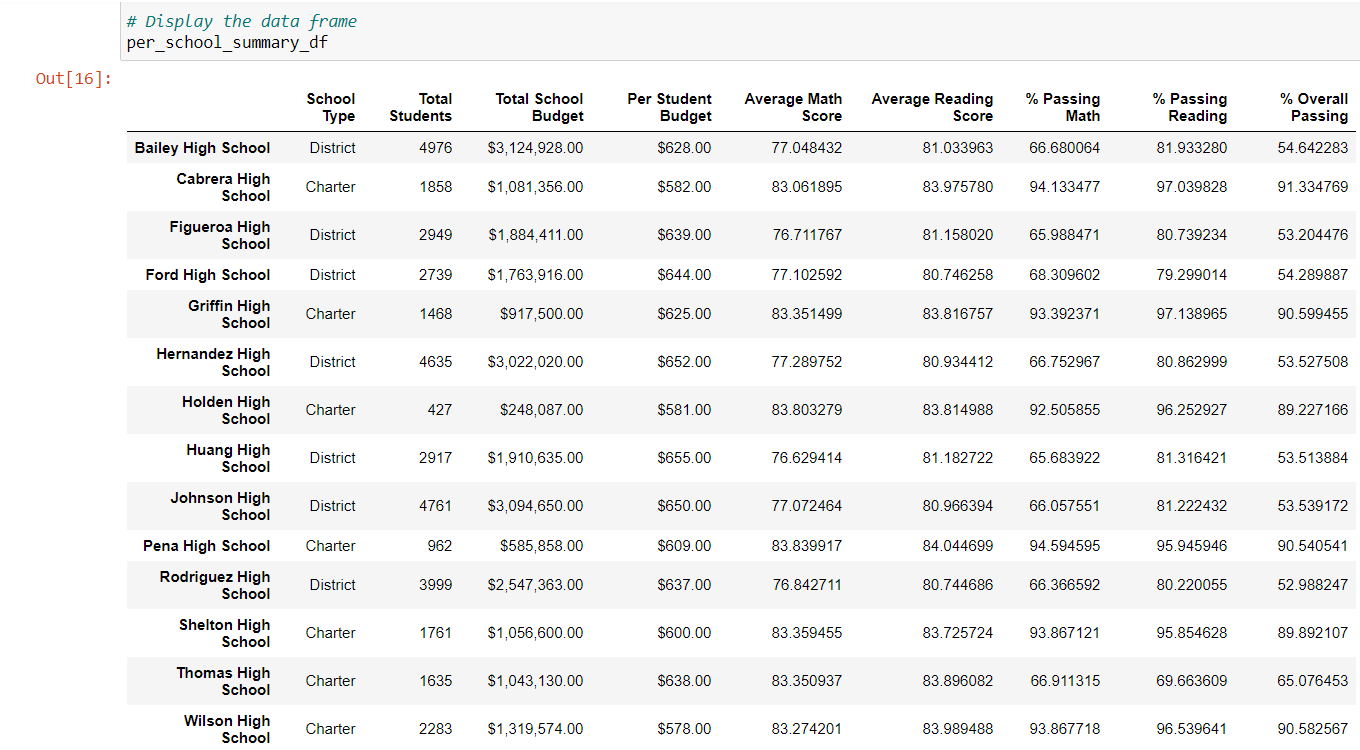 # Display the data frame
per_school_summary_df
Out[16]:
School Type Total Students Total School Budget Per Student Budget Average Math Score Average Reading Score % Passing Math % Passing Reading % Overall Passing
Bailey High School District 4976 $3,124,928.00 $628.00 77.048432 81.033963 66.680064 81.933280 54.642283
Cabrera High School Charter 1858 $1,081,356.00 $582.00 83.061895 83.975780 94.133477 97.039828 91.334769
Figueroa High School District 2949 $1,884,411.00 $639.00 76.711767 81.158020 65.988471 80.739234 53.204476
Ford High School District 2739 $1,763,916.00 $644.00 77.102592 80.746258 68.309602 79.299014 54.289887
Griffin High School Charter 1468 $917,500.00 $625.00 83.351499 83.816757 93.392371 97.138965 90.599455
Hernandez High School District 4635 $3,022,020.00 $652.00 77.289752 80.934412 66.752967 80.862999 53.527508
Holden High School Charter 427 $248,087.00 $581.00 83.803279 83.814988 92.505855 96.252927 89.227166
Huang High School District 2917 $1,910,635.00 $655.00 76.629414 81.182722 65.683922 81.316421 53.513884
Johnson High School District 4761 $3,094,650.00 $650.00 77.072464 80.966394 66.057551 81.222432 53.539172
Pena High School Charter 962 $585,858.00 $609.00 83.839917 84.044699 94.594595 95.945946 90.540541
Rodriguez High School District 3999 $2,547,363.00 $637.00 76.842711 80.744686 66.366592 80.220055 52.988247
Shelton High School Charter 1761 $1,056,600.00 $600.00 83.359455 83.725724 93.867121 95.854628 89.892107
Thomas High School Charter 1635 $1,043,130.00 $638.00 83.350937 83.896082 66.911315 69.663609 65.076453
Wilson High School Charter 2283 $1,319,574.00 $578.00 83.274201 83.989488 93.867718 96.539641 90.582567